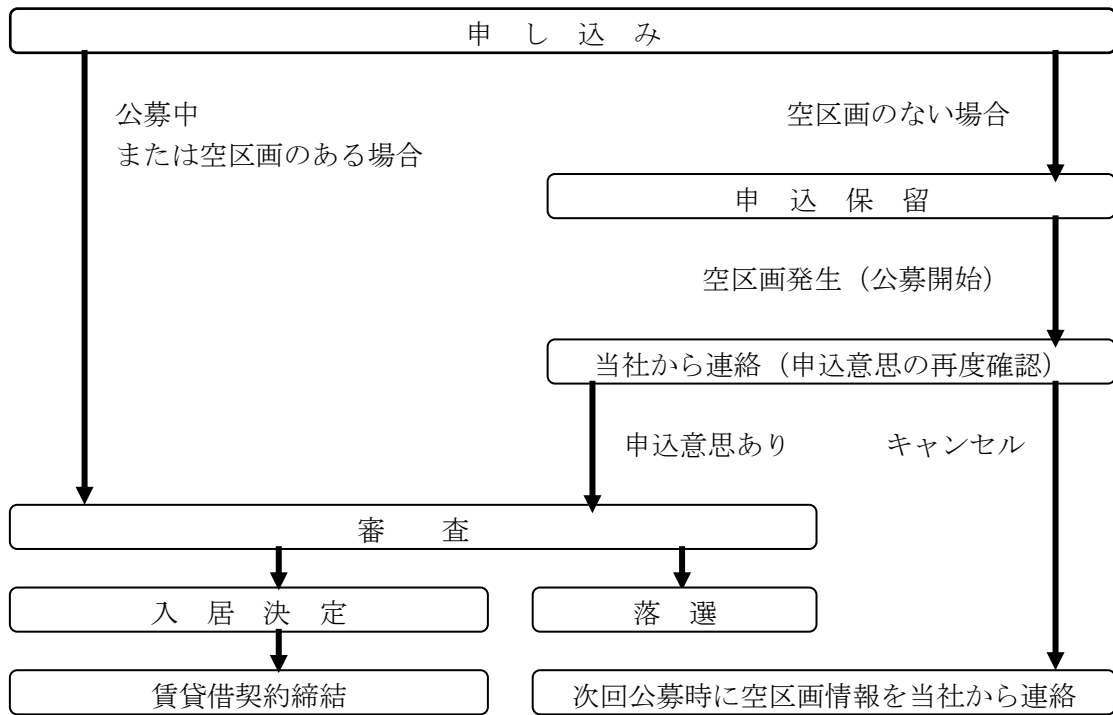 申 し 込 み
公募中
または空区画のある場合
空区画のない場合
申 込 保 留
空区画発生（公募開始）
当社から連絡（申込意思の再度確認）
申込意思あり
キャンセル
審 査
入 居 決 定
落 選
賃貸借契約締結
次回公募時に空区画情報を当社から連絡